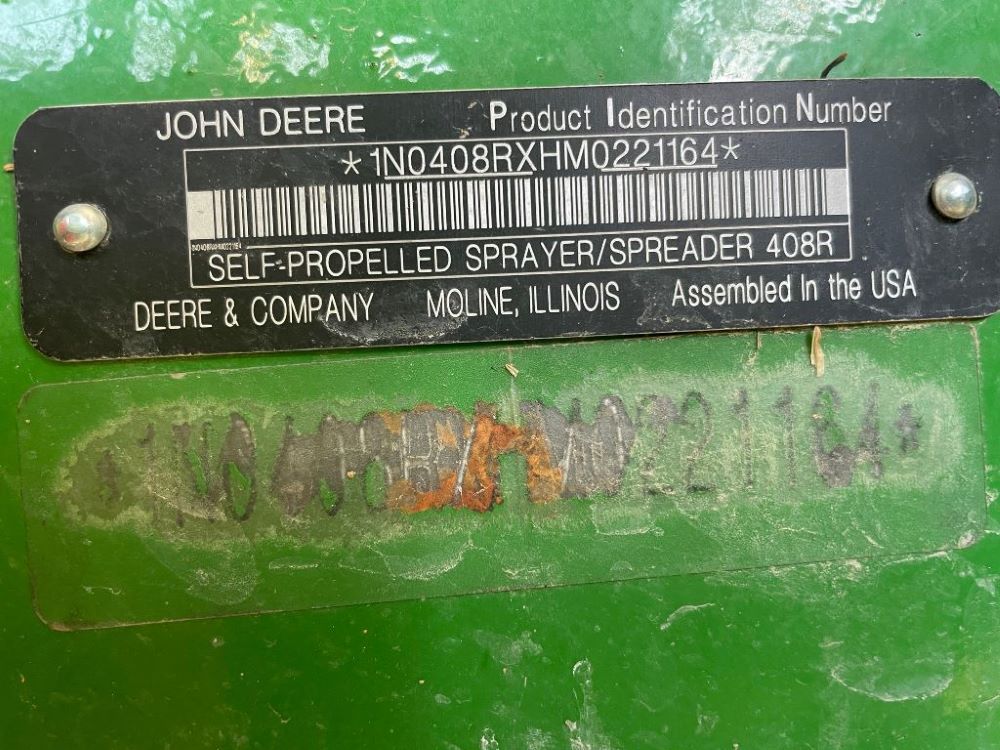 JOHN DEERE Product Identification Number
*1N0408RXHM0221164*
1N0408RXHM0221164
SELF-PROPELLED SPRAYER/SPREADER 408R
DEERE & COMPANY MOLINE, ILLINOIS Assembled In the USA